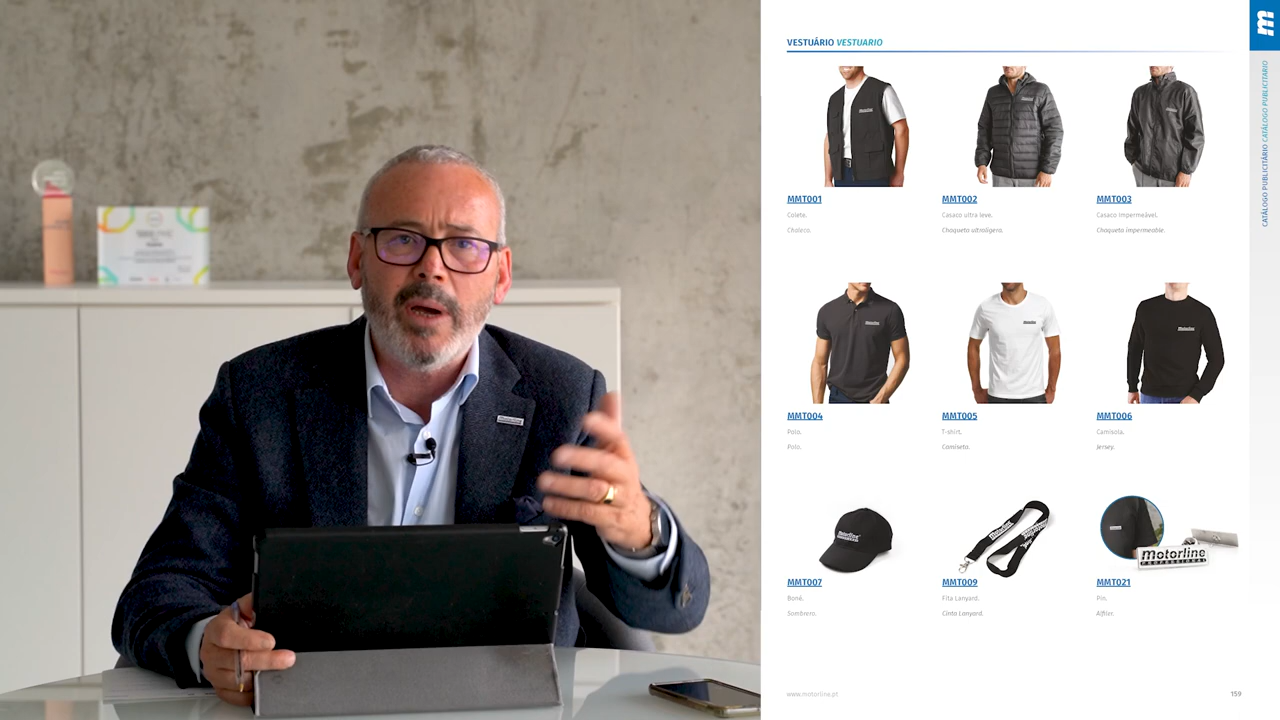 VESTUÁRIO VESTUARIO
CATÁLOGO PUBLICITÁRIO CATÁLOGO PUBLICITARIO
MMT001
Colete.
Chaleco.
MMT002
Casaco ultra leve.
Chaqueta ultraligera.
MMT003
Casaco impermeável.
Chaqueta impermeable.
MMT004
Polo.
Polo.
MMT005
T-shirt.
Camiseta.
MMT006
Camisola.
Jersey.
motorline
PROFESSIONAL
MMT007
Boné.
Sombrero.
MMT009
Fita Lanyard.
Cinta Lanyard.
MMT021
Pin.
Alfiler.
www.motorline.pt
159